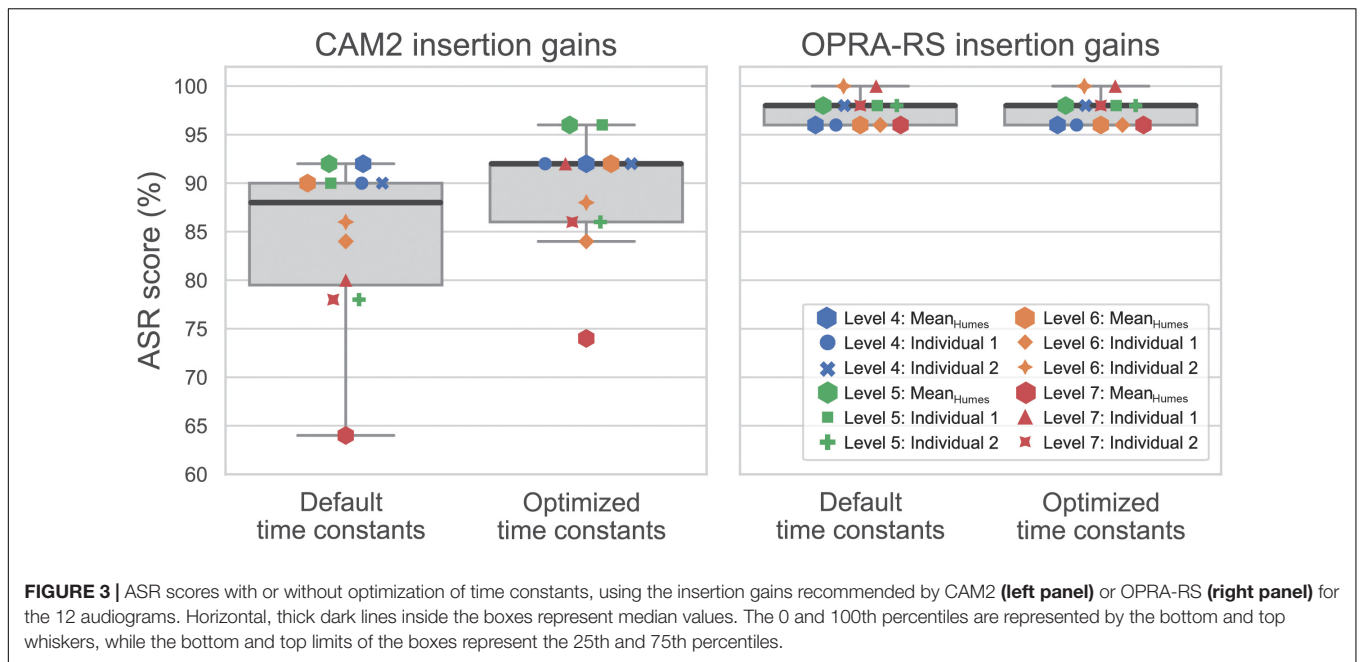 CAM2 insertion gains
OPRA-RS insertion gains
ASR score (%)
100
95
90
85
80
75
70
65
60
Default
time constants
Optimized
time constants
Default
time constants
Optimized
time constants
Level 4: MeanHumes
Level 4: Individual 1
Level 4: Individual 2
Level 5: MeanHumes
Level 5: Individual 1
Level 5: Individual 2
Level 6: MeanHumes
Level 6: Individual 1
Level 6: Individual 2
Level 7: MeanHumes
Level 7: Individual 1
Level 7: Individual 2
FIGURE 3 | ASR scores with or without optimization of time constants, using the insertion gains recommended by CAM2 (left panel) or OPRA-RS (right panel) for
the 12 audiograms. Horizontal, thick dark lines inside the boxes represent median values. The 0 and 100th percentiles are represented by the bottom and top
whiskers, while the bottom and top limits of the boxes represent the 25th and 75th percentiles.